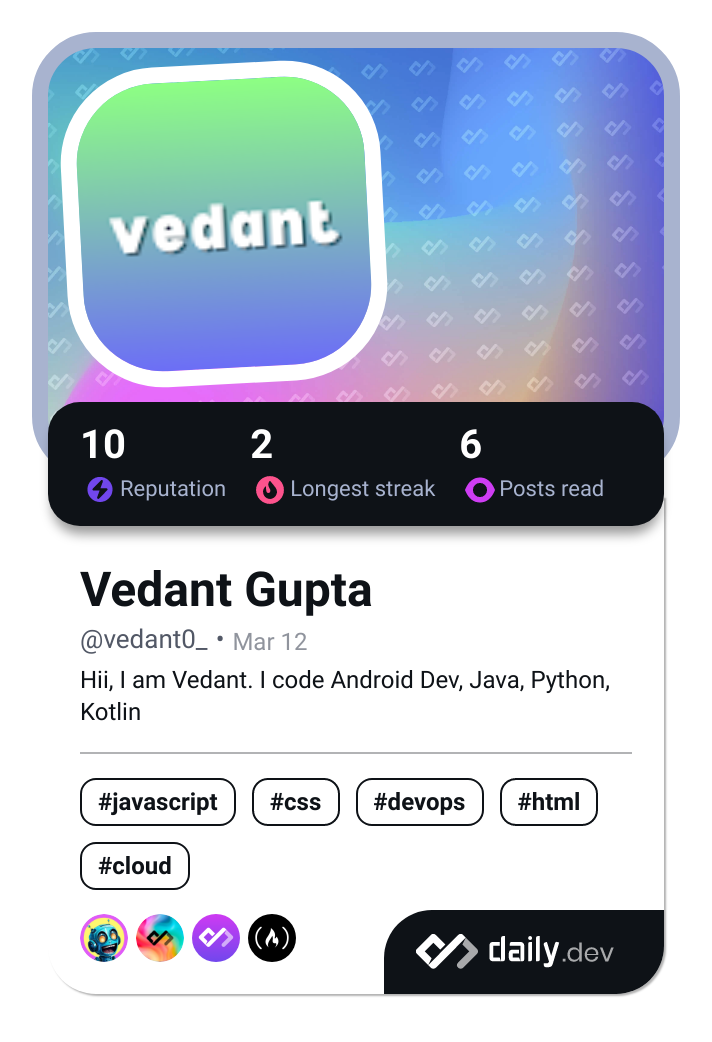 vedant
10 2 6
Reputation Longest streak Posts read
Vedant Gupta
@vedant0_ • Mar 12
Hii, I am Vedant. I code Android Dev, Java, Python,
Kotlin
#javascript #css #devops #html
#cloud
daily.dev